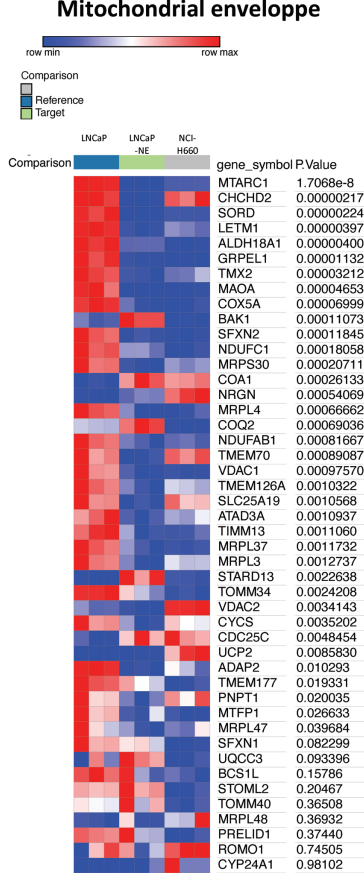 Mitochondrial enveloppe
row min row max
Comparison
Reference
Target
LNCaP LNCaP -NE NCI- H660
Comparison gene_symbol P.Value
MTARC1 1.7068e-8
CHCHD2 0.00000217
SORD 0.00000224
LETM1 0.00000397
ALDH18A1 0.00000400
GRPEL1 0.00001132
TMX2 0.00003212
MAOA 0.00004653
COX5A 0.00006999
BAK1 0.00011073
SFXN2 0.00011845
NDUFC1 0.00018058
MRPS30 0.00020711
COA1 0.00026133
NRGN 0.00054069
MRPL4 0.00066662
COQ2 0.00069036
NDUFAB1 0.00081667
TMEM70 0.00089087
VDAC1 0.00097570
TMEM126A 0.0010322
SLC25A19 0.0010568
ATAD3A 0.0010937
TIMM13 0.0011060
MRPL37 0.0011732
MRPL3 0.0012737
STARD13 0.0022638
TOMM34 0.0024208
VDAC2 0.0034143
CYCS 0.0035202
CDC25C 0.0048454
UCP2 0.0085830
ADAP2 0.010293
TMEM177 0.019331
PNPT1 0.020035
MTFP1 0.026633
MRPL47 0.039684
SFXN1 0.082299
UQCC3 0.093396
BCS1L 0.15786
STOML2 0.20467
TOMM40 0.36508
MRPL48 0.36932
PRELID1 0.37440
ROMO1 0.74505
CYP24A1 0.98102